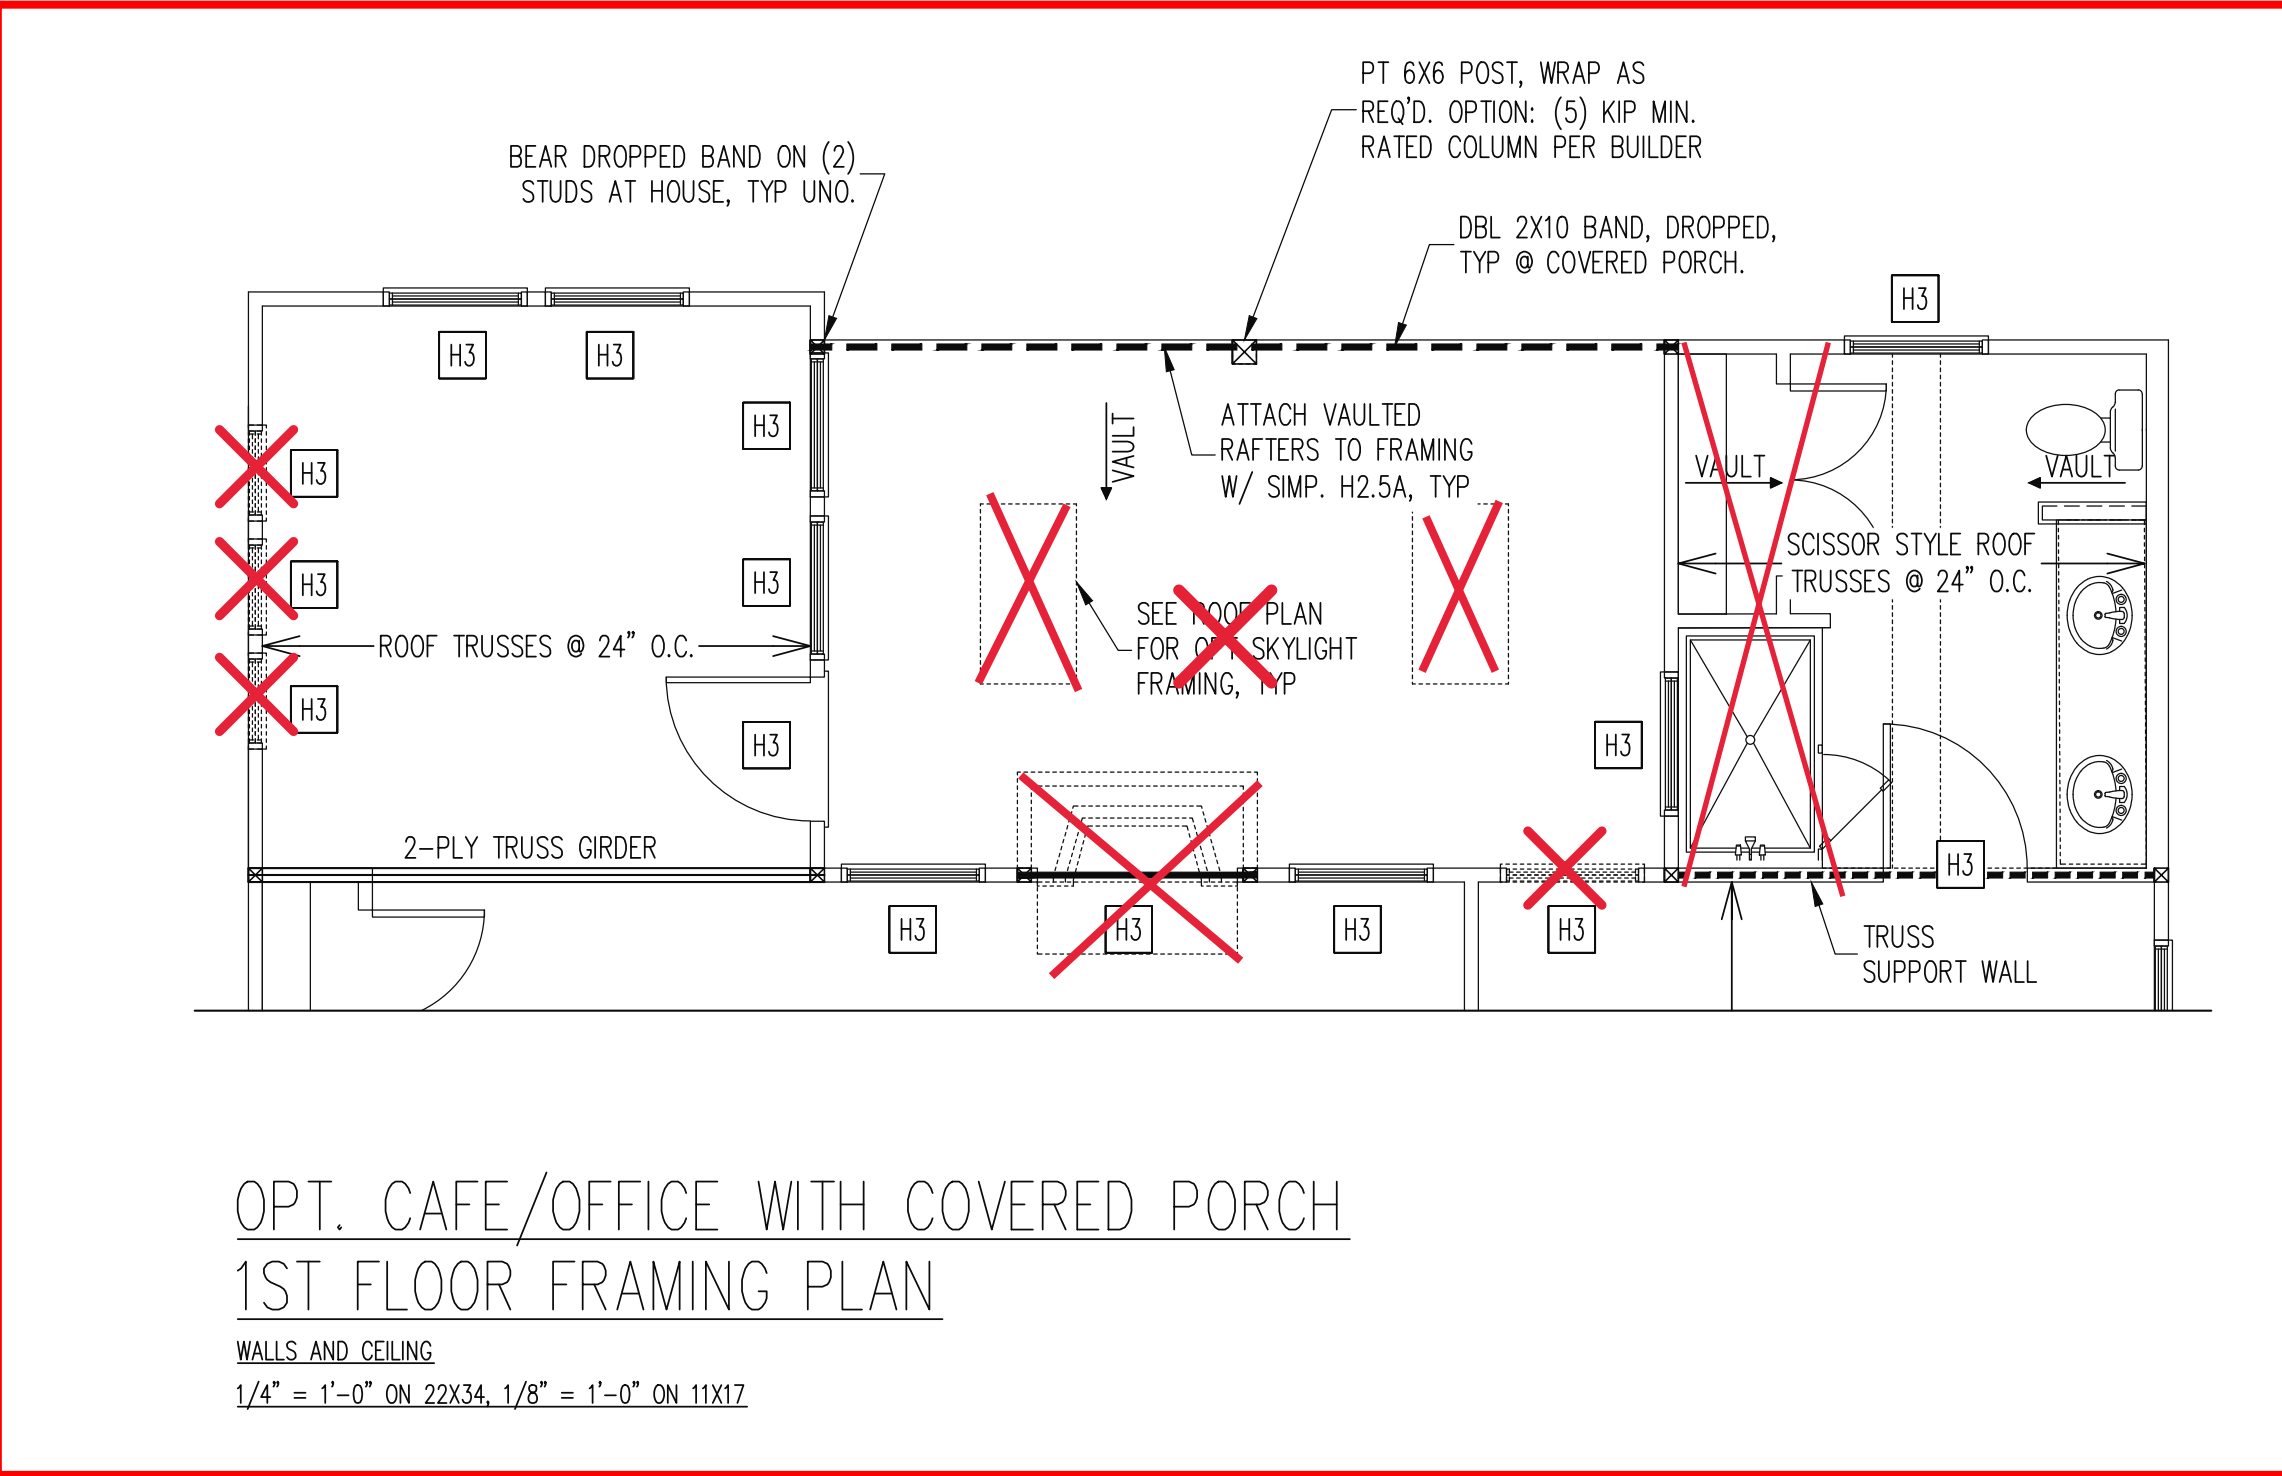 PT 6X6 POST, WRAP AS
REQ'D. OPTION: (5) KIP MIN.
RATED COLUMN PER BUILDER
BEAR DROPPED BAND ON (2)
STUDS AT HOUSE, TYP UNO.
DBL 2X10 BAND, DROPPED,
TYP @ COVERED PORCH.
H3
H3
H3
H3
ATTACH VAULTED
RAFTERS TO FRAMING
W/ SIMP. H2.5A, TYP
VAULT
VAULT
VAULT
H3
SCISSOR STYLE ROOF
TRUSSES @ 24" O.C.
H3
H3
SEE ROOF PLAN
FOR OPT SKYLIGHT
FRAMING, TYP
ROOF TRUSSES @ 24" O.C.
H3
H3
H3
2-PLY TRUSS GIRDER
H3
H3
H3
H3
H3
TRUSS
SUPPORT WALL
OPT. CAFE/OFFICE WITH COVERED PORCH
1ST FLOOR FRAMING PLAN
WALLS AND CEILING
1/4" = 1'-0" ON 22X34, 1/8" = 1'-0" ON 11X17